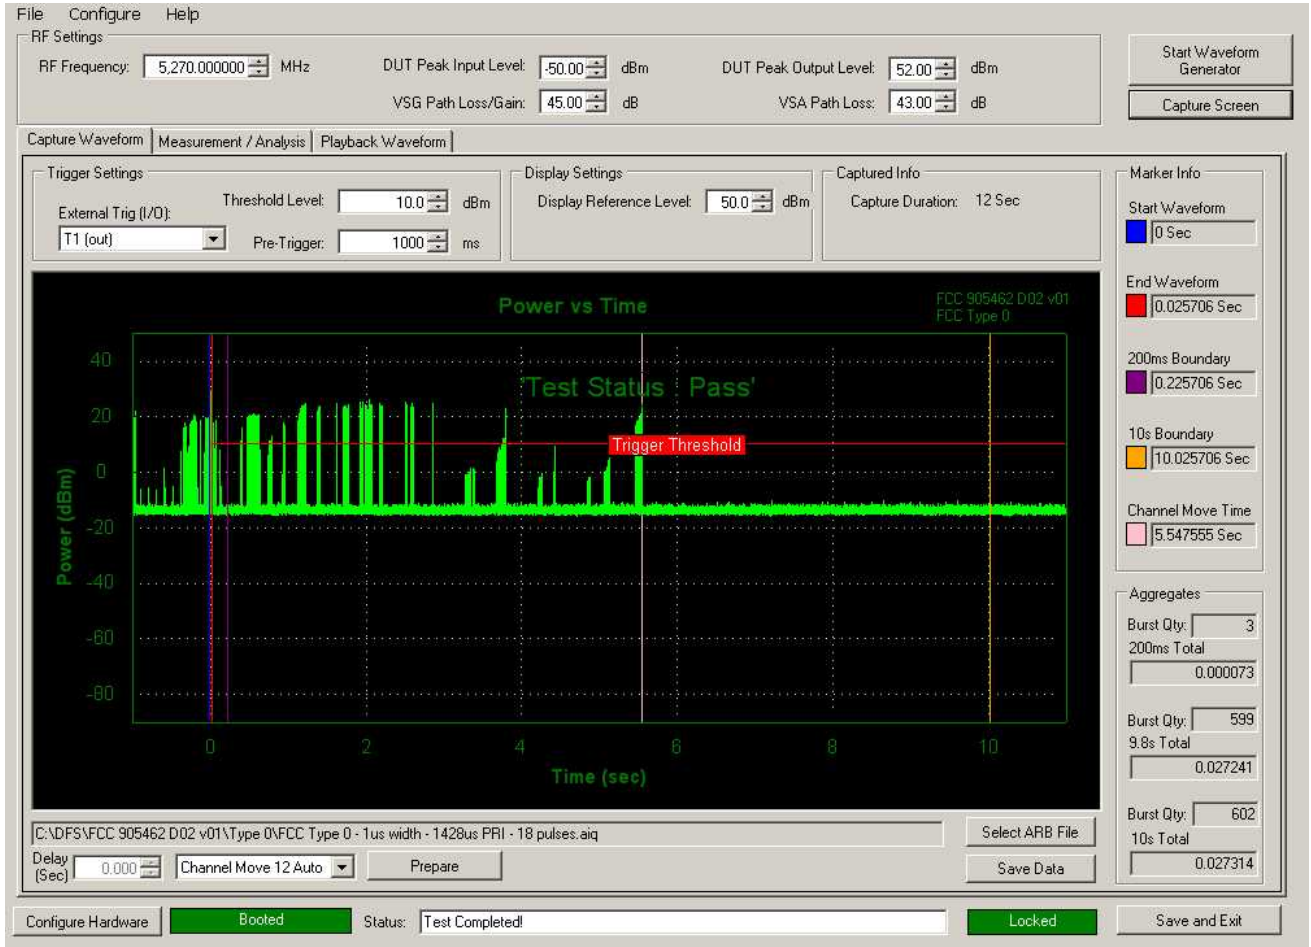 File Configure Help
RF Settings
RF Frequency: 5,270.000000 MHz
DUT Peak Input Level: -50.00 dBm
DUT Peak Output Level: 52.00 dBm
VSG Path Loss/Gain: 45.00 dB
VSA Path Loss: 43.00 dB
Start Waveform Generator
Capture Screen
Capture Waveform Measurement / Analysis Playback Waveform
Trigger Settings
Threshold Level: 10.0 dBm
External Trig (I/O):
T1 (out)
Pre-Trigger: 1000 ms
Display Settings
Display Reference Level: 50.0 dBm
Captured Info
Capture Duration: 12 Sec
Marker Info
Start Waveform
0 Sec
End Waveform
0.025706 Sec
200ms Boundary
0.225706 Sec
10s Boundary
10.025706 Sec
Channel Move Time
5.547555 Sec
Power vs Time
FCC 905462 D02 v01
FCC Type 0
'Test Status : Pass'
Trigger Threshold
Power (dBm)
40
20
0
-20
-40
-60
-80
0 2 4 6 8 10
Time (sec)
Aggregates
Burst Qty: 3
200ms Total
0.000073
Burst Qty: 599
9.8s Total
0.027241
Burst Qty: 602
10s Total
0.027314
C:\DFS\FCC 905462 D02 v01\Type 0\FCC Type 0 - 1us width - 1428us PRI - 18 pulses.aiq
Select ARB File
Delay (Sec) 0.000
Channel Move 12 Auto
Prepare
Save Data
Configure Hardware
Booted
Status: Test Completed!
Locked
Save and Exit